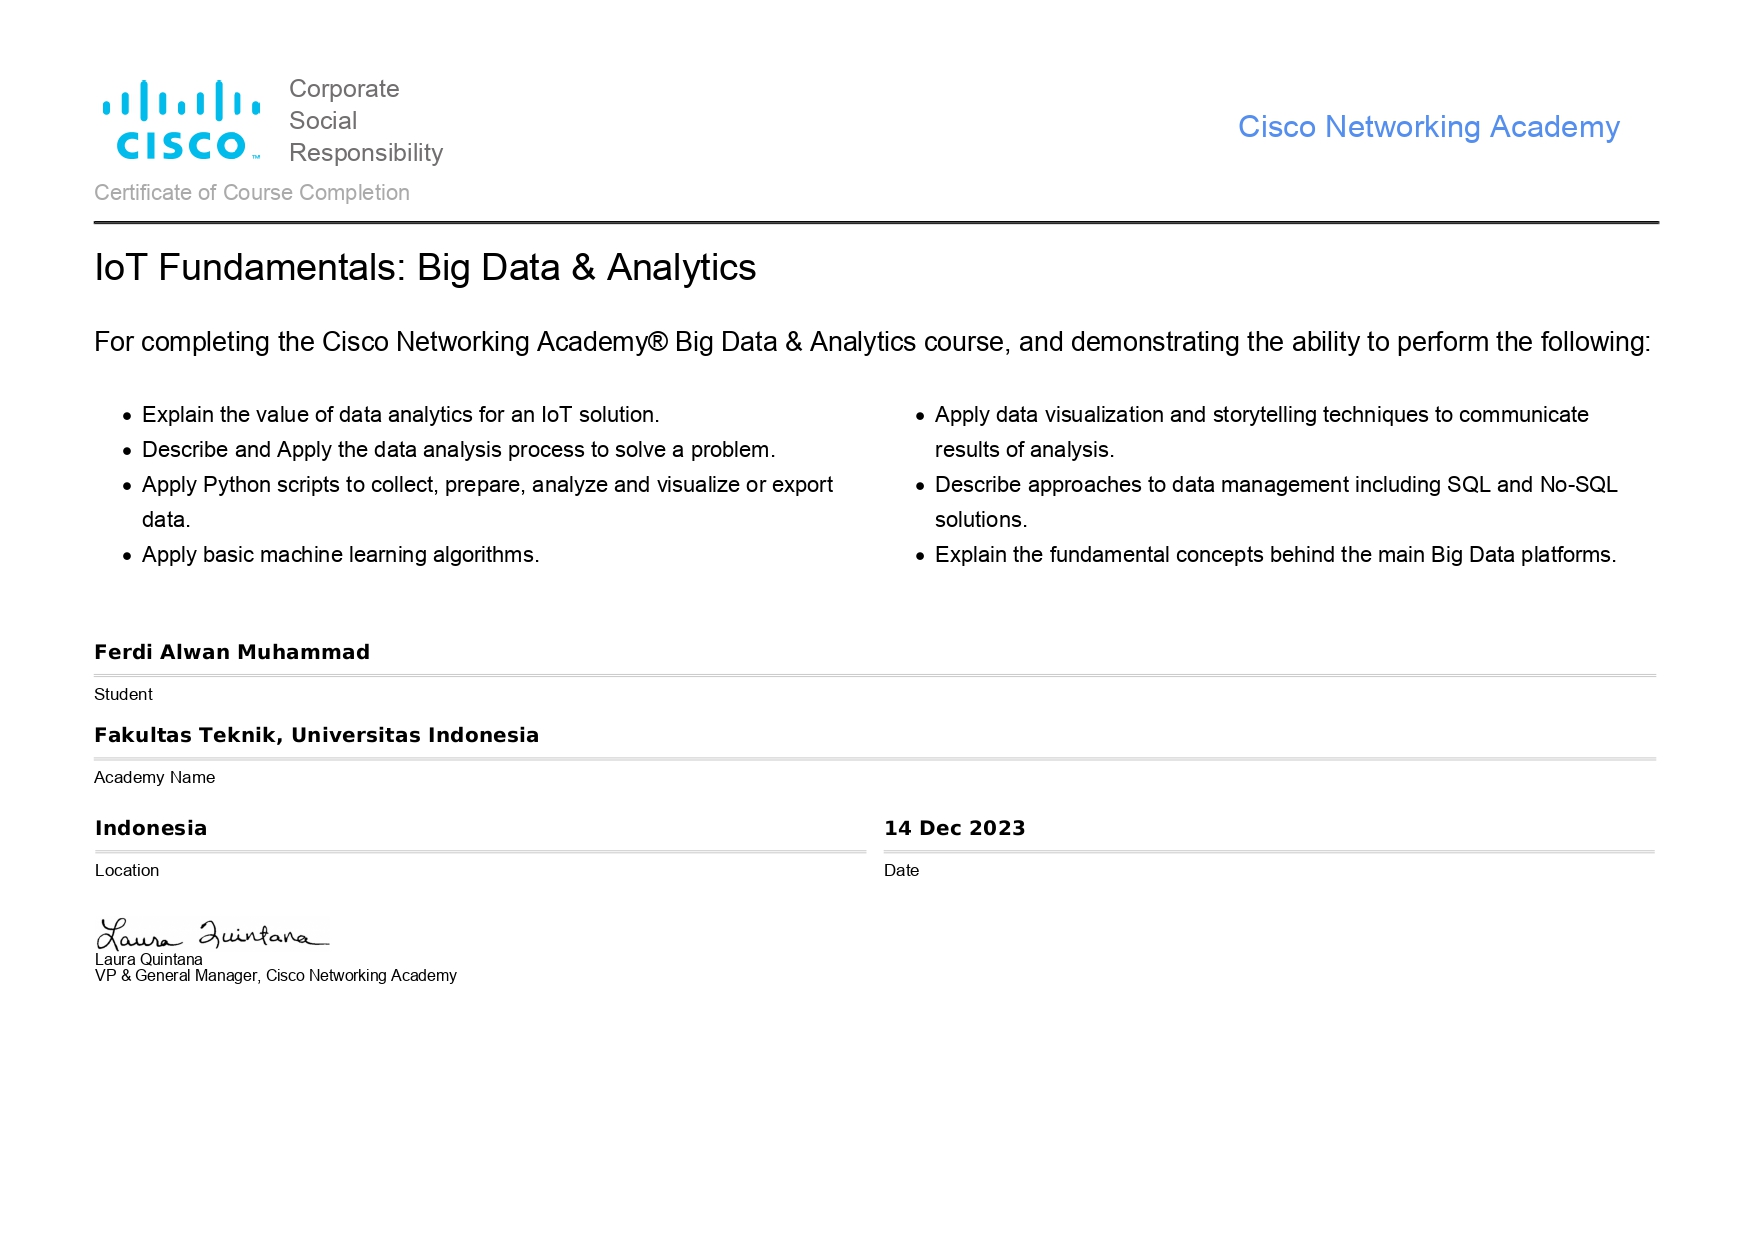 CISCO™
Corporate
Social
Responsibility
Cisco Networking Academy
Certificate of Course Completion
IoT Fundamentals: Big Data & Analytics
For completing the Cisco Networking Academy® Big Data & Analytics course, and demonstrating the ability to perform the following:
• Explain the value of data analytics for an IoT solution.
• Describe and Apply the data analysis process to solve a problem.
• Apply Python scripts to collect, prepare, analyze and visualize or export
data.
• Apply basic machine learning algorithms.
• Apply data visualization and storytelling techniques to communicate
results of analysis.
• Describe approaches to data management including SQL and No-SQL
solutions.
• Explain the fundamental concepts behind the main Big Data platforms.
Ferdi Alwan Muhammad
Student
Fakultas Teknik, Universitas Indonesia
Academy Name
Indonesia
Location
14 Dec 2023
Date
Laura Quintana
Laura Quintana
VP & General Manager, Cisco Networking Academy